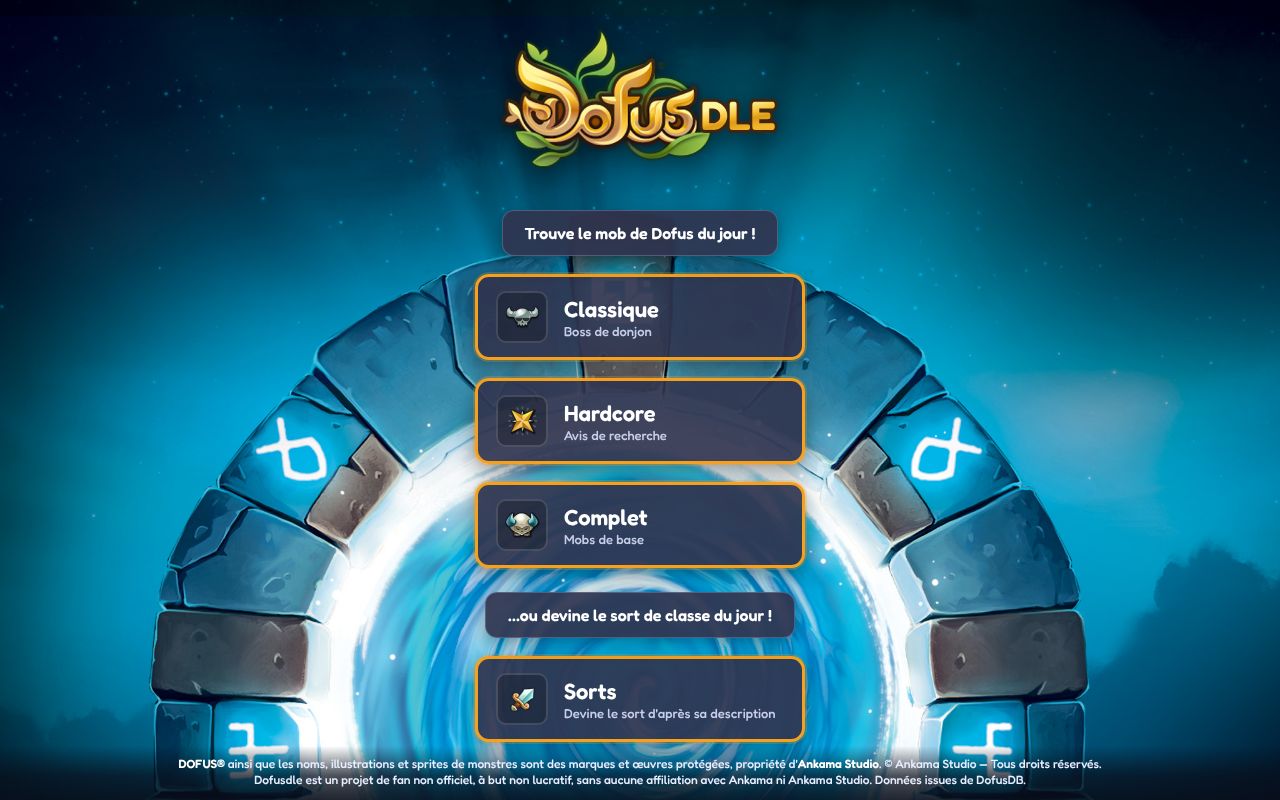 Dofus DLE
Trouve le mob de Dofus du jour !
Classique
Boss de donjon
Hardcore
Avis de recherche
Complet
Mobs de base
...ou devine le sort de classe du jour !
Sorts
Devine le sort d'après sa description
DOFUS® ainsi que les noms, illustrations et sprites de monstres sont des marques et œuvres protégées, propriété d'Ankama Studio. © Ankama Studio — Tous droits réservés.
Dofusdle est un projet de fan non officiel, à but non lucratif, sans aucune affiliation avec Ankama ni Ankama Studio. Données issues de DofusDB.